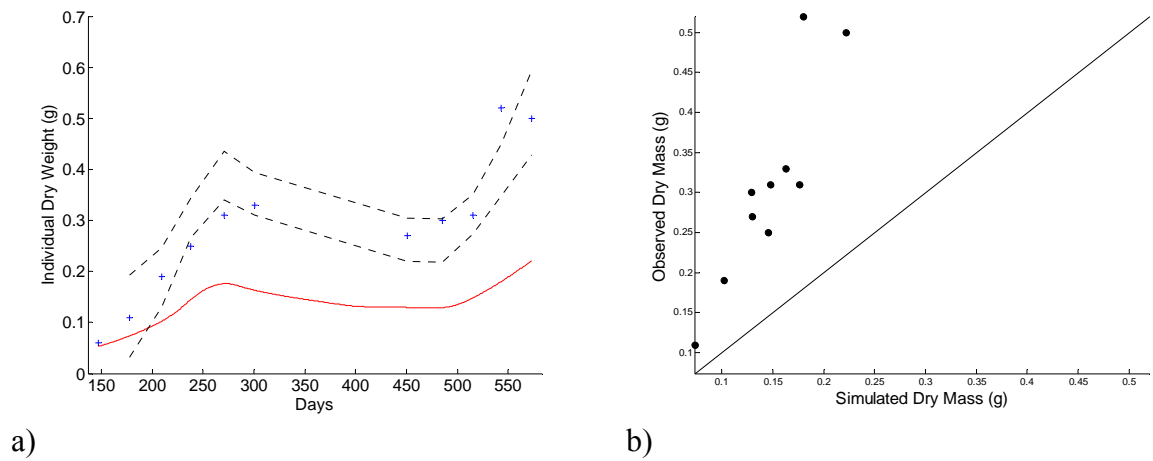 0.7
0.6
0.5
0.4
0.3
0.2
0.1
0
Individual Dry Weight (g)
150 200 250 300 350 400 450 500 550
Days
a)
0.5
0.45
0.4
0.35
0.3
0.25
0.2
0.15
0.1
Observed Dry Mass (g)
0.1 0.15 0.2 0.25 0.3 0.35 0.4 0.45 0.5
Simulated Dry Mass (g)
b)